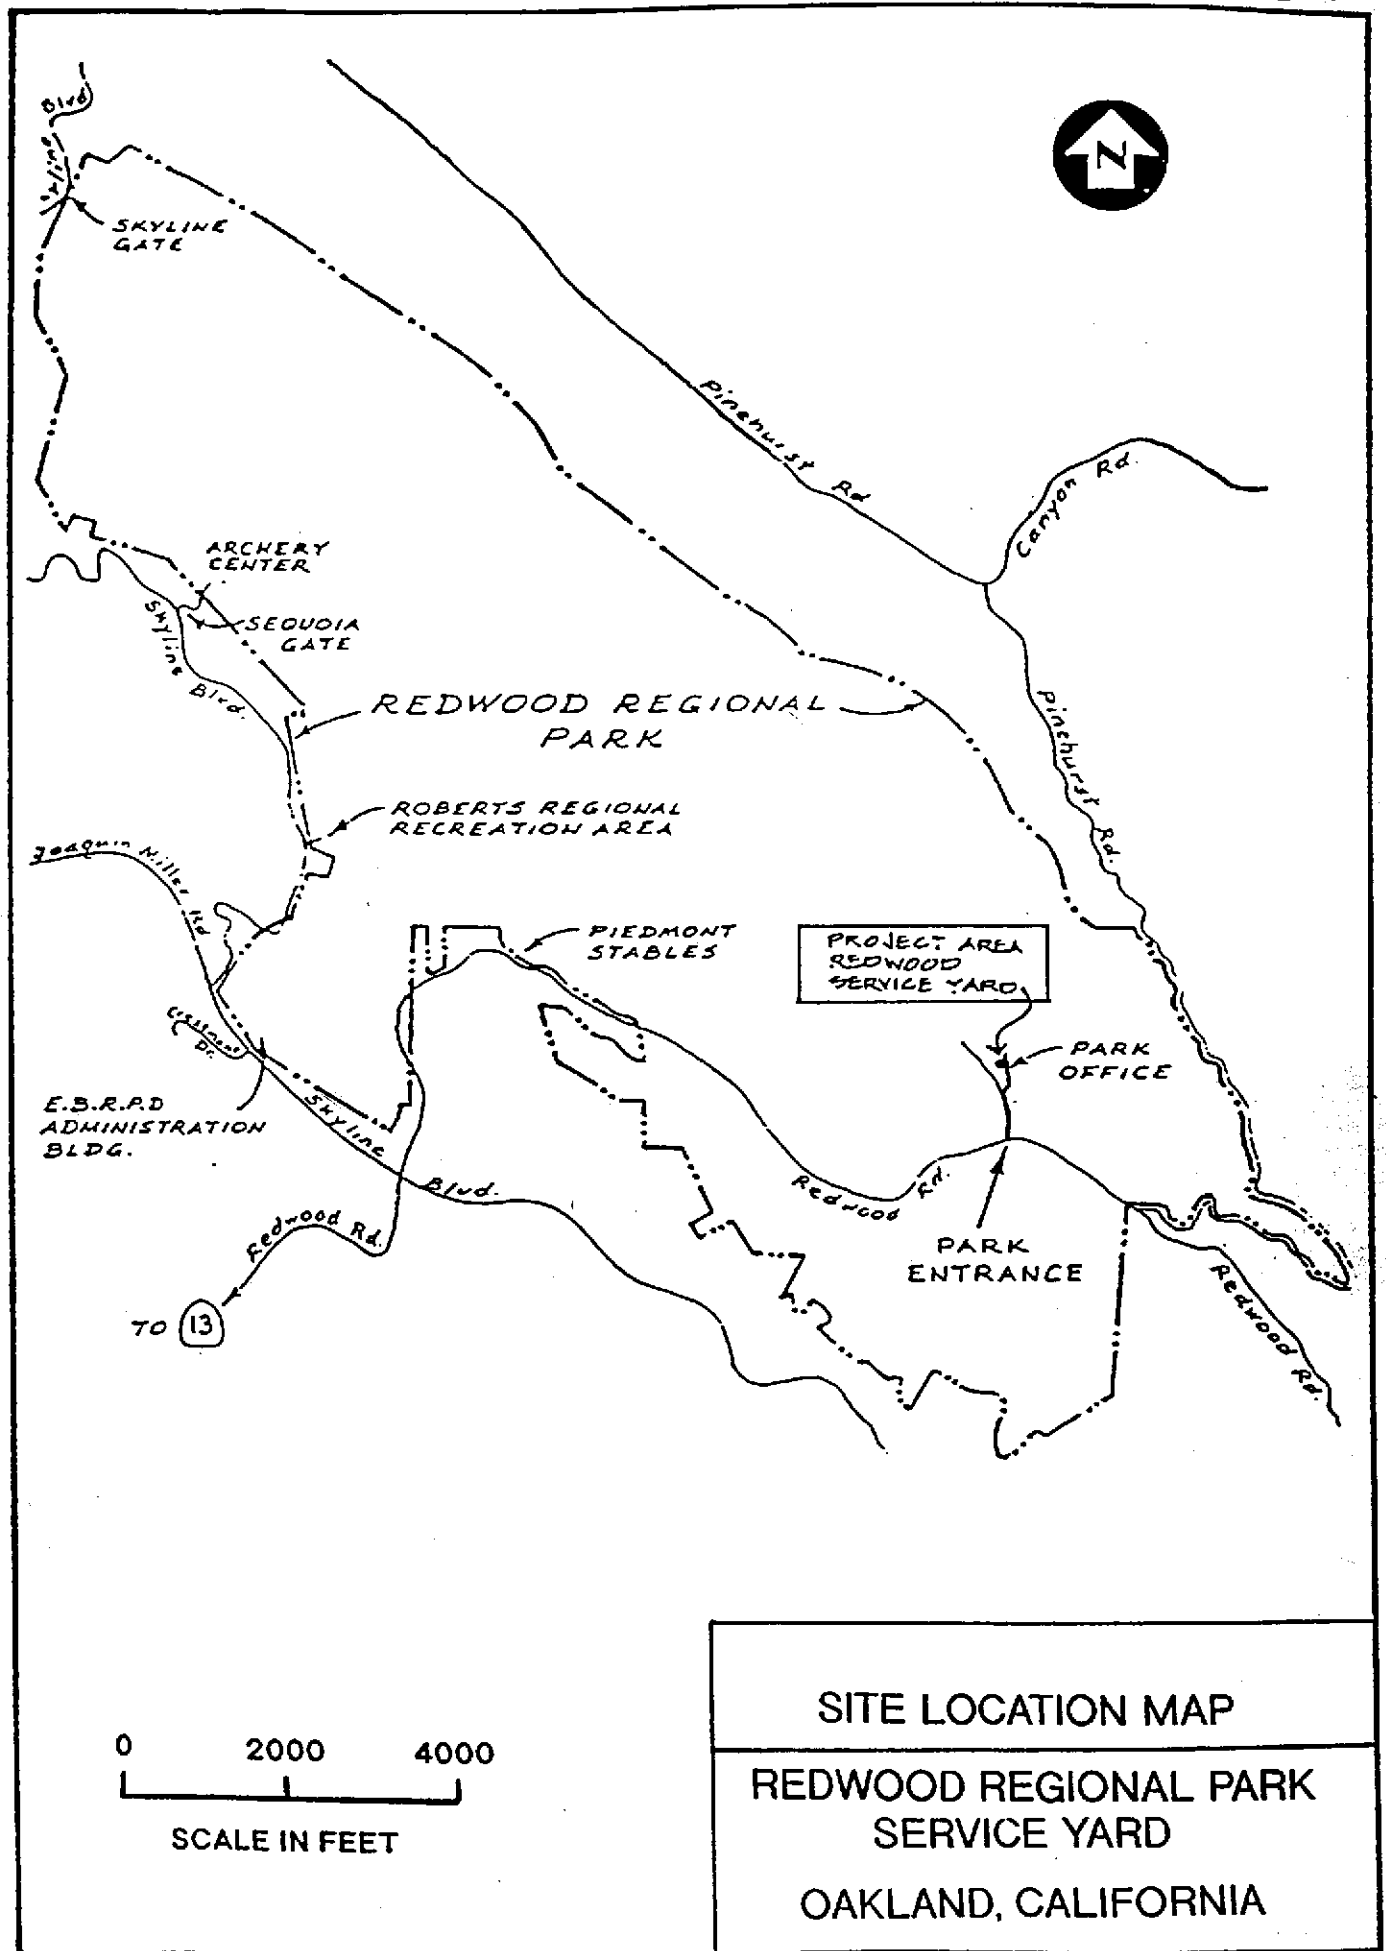 Blvd
Skyline
N
SKYLINE
GATE
Pinehurst Rd
Canyon Rd.
ARCHERY
CENTER
SEQUOIA
GATE
Skyline Blvd.
REDWOOD REGIONAL
PARK
Pinehurst Rd.
ROBERTS REGIONAL
RECREATION AREA
Joaquin Miller Rd
PIEDMONT
STABLES
PROJECT AREA
REDWOOD
SERVICE YARD
Dr.
PARK
OFFICE
E.B.R.P.D
ADMINISTRATION
BLDG.
Skyline Blvd.
Redwood Rd.
Redwood Rd.
PARK
ENTRANCE
Redwood Rd.
TO 13
0 2000 4000
SCALE IN FEET
SITE LOCATION MAP
REDWOOD REGIONAL PARK
SERVICE YARD
OAKLAND, CALIFORNIA